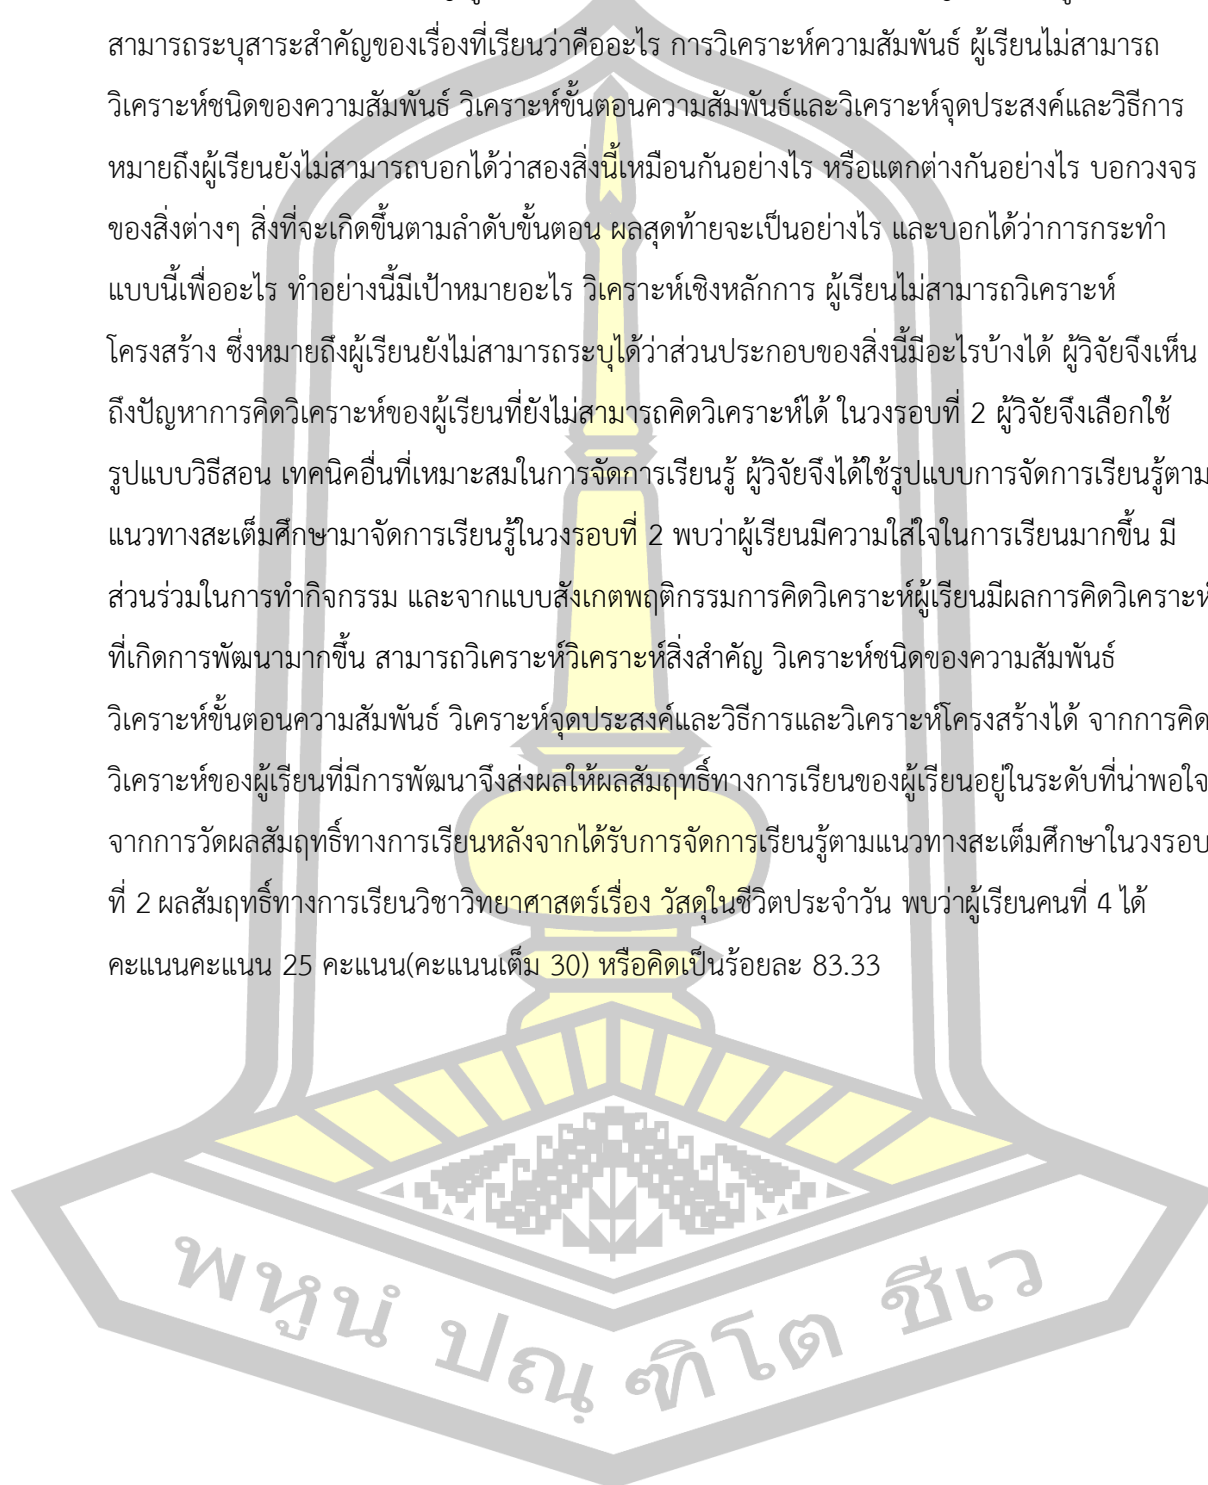 สามารถระบุสาระสำคัญของเรื่องที่เรียนว่าคืออะไร การวิเคราะห์ความสัมพันธ์ ผู้เรียนไม่สามารถ
วิเคราะห์ชนิดของความสัมพันธ์ วิเคราะห์ขั้นตอนความสัมพันธ์และวิเคราะห์จุดประสงค์และวิธีการ
หมายถึงผู้เรียนยังไม่สามารถบอกได้ว่าสองสิ่งนี้เหมือนกันอย่างไร หรือแตกต่างกันอย่างไร บอกวงจร
ของสิ่งต่างๆ สิ่งที่จะเกิดขึ้นตามลำดับขั้นตอน ผลสุดท้ายจะเป็นอย่างไร และบอกได้ว่าการกระทำ
แบบนี้เพื่ออะไร ทำอย่างนี้มีเป้าหมายอะไร วิเคราะห์เชิงหลักการ ผู้เรียนไม่สามารถวิเคราะห์
โครงสร้าง ซึ่งหมายถึงผู้เรียนยังไม่สามารถระบุได้ว่าส่วนประกอบของสิ่งนี้มีอะไรบ้างได้ ผู้วิจัยจึงเห็น
ถึงปัญหาการคิดวิเคราะห์ของผู้เรียนที่ยังไม่สามารถคิดวิเคราะห์ได้ ในวงรอบที่ 2 ผู้วิจัยจึงเลือกใช้
รูปแบบวิธีสอน เทคนิคอื่นที่เหมาะสมในการจัดการเรียนรู้ ผู้วิจัยจึงได้ใช้รูปแบบการจัดการเรียนรู้ตาม
แนวทางสะเต็มศึกษามาจัดการเรียนรู้ในวงรอบที่ 2 พบว่าผู้เรียนมีความใส่ใจในการเรียนมากขึ้น มี
ส่วนร่วมในการทำกิจกรรม และจากแบบสังเกตพฤติกรรมการคิดวิเคราะห์ผู้เรียนมีผลการคิดวิเคราะห์
ที่เกิดการพัฒนามากขึ้น สามารถวิเคราะห์วิเคราะห์สิ่งสำคัญ วิเคราะห์ชนิดของความสัมพันธ์
วิเคราะห์ขั้นตอนความสัมพันธ์ วิเคราะห์จุดประสงค์และวิธีการและวิเคราะห์โครงสร้างได้ จากการคิด
วิเคราะห์ของผู้เรียนที่มีการพัฒนาจึงส่งผลให้ผลสัมฤทธิ์ทางการเรียนของผู้เรียนอยู่ในระดับที่น่าพอใจ
จากการวัดผลสัมฤทธิ์ทางการเรียนหลังจากได้รับการจัดการเรียนรู้ตามแนวทางสะเต็มศึกษาในวงรอบ
ที่ 2 ผลสัมฤทธิ์ทางการเรียนวิชาวิทยาศาสตร์เรื่อง วัสดุในชีวิตประจำวัน พบว่าผู้เรียนคนที่ 4 ได้
คะแนนคะแนน 25 คะแนน(คะแนนเต็ม 30) หรือคิดเป็นร้อยละ 83.33
พหูนํ ปณฺฑิโต ชีเว